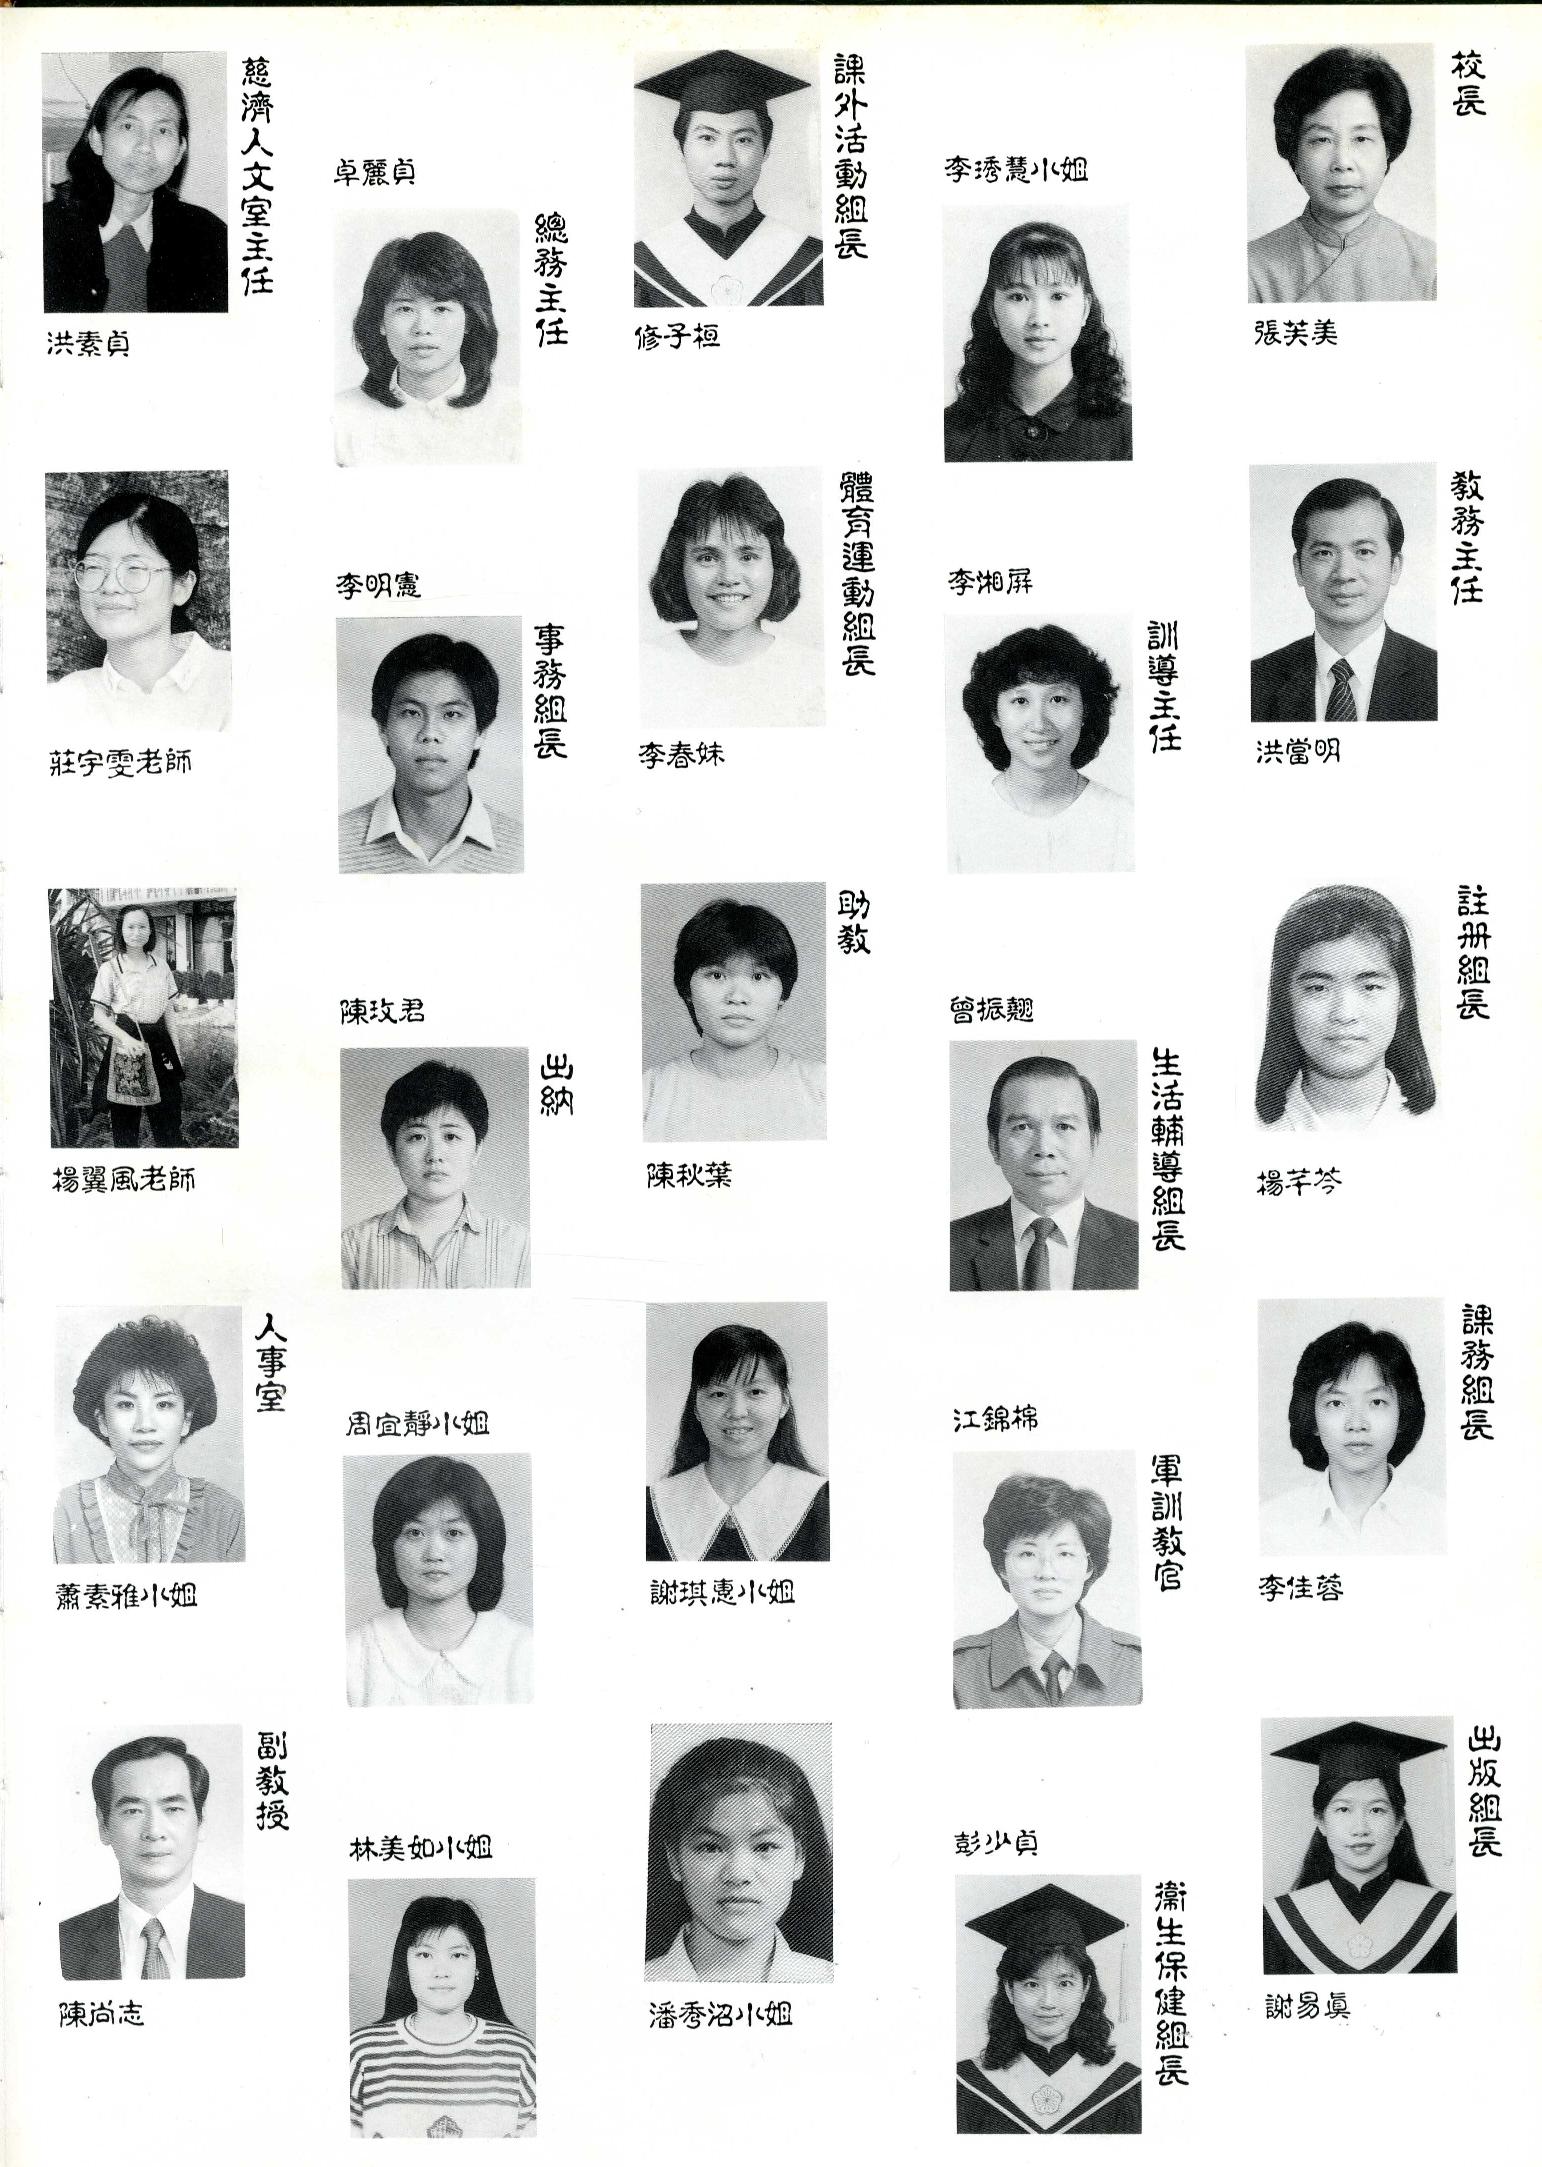 校長
張芙美
教務主任
洪當明
註册組長
楊芊芩
課務組長
李佳蓉
出版組長
謝易眞
李琇慧小姐
李湘屏
訓導主任
曾振翹
生活輔導組長
江錦棉
軍訓教官
彭少貞
衞生保健組長
課外活動組長
修子桓
體育運動組長
李春妹
助教
陳秋葉
謝琪惠小姐
潘秀沼小姐
卓麗貞
總務主任
李明憲
事務組長
陳玫君
出納
周宜靜小姐
林美如小姐
慈濟人文室主任
洪素貞
莊宇雯老師
楊翼風老師
人事室
蕭素雅小姐
副教授
陳尚志